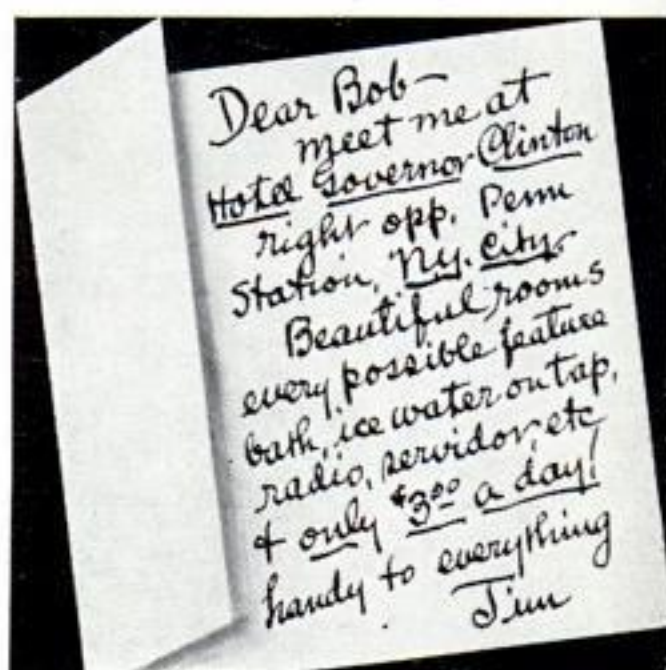 Dear Bob—
meet me at
Hotel Governor Clinton
right opp. Penn
Station, N.y. City.
Beautiful rooms
every possible feature
bath, ice water on tap,
radio, servidor, etc
& only $3.00 a day!
handy to everything
Jim